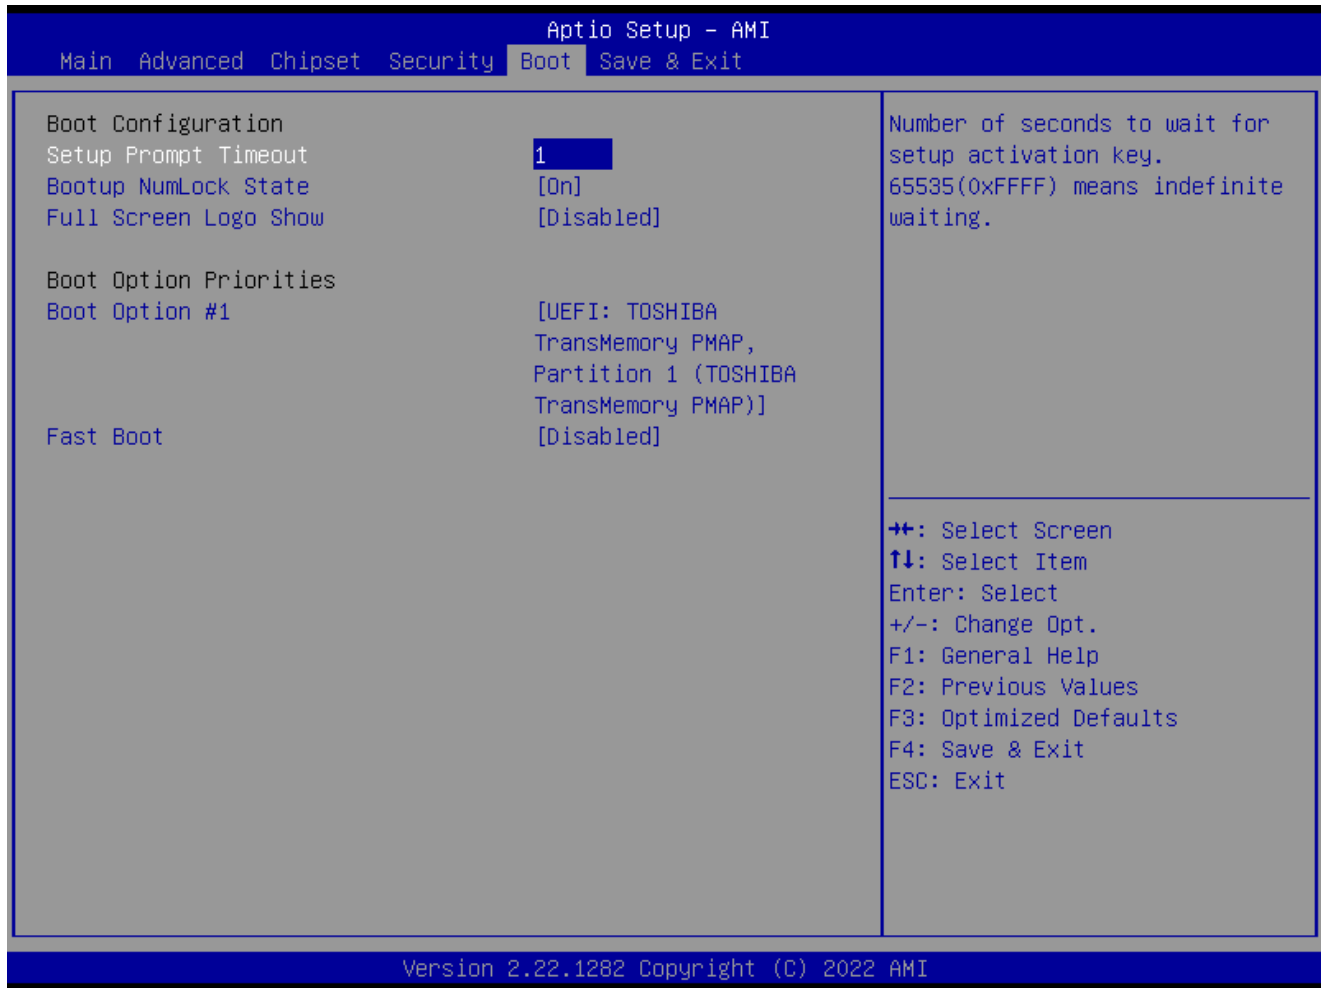 Aptio Setup – AMI
Main Advanced Chipset Security Boot Save & Exit
Boot Configuration
Setup Prompt Timeout 1
Bootup NumLock State [On]
Full Screen Logo Show [Disabled]
Boot Option Priorities
Boot Option #1 [UEFI: TOSHIBA
TransMemory PMAP,
Partition 1 (TOSHIBA
TransMemory PMAP)]
Fast Boot [Disabled]
Number of seconds to wait for
setup activation key.
65535(0xFFFF) means indefinite
waiting.
→←: Select Screen
↑↓: Select Item
Enter: Select
+/-: Change Opt.
F1: General Help
F2: Previous Values
F3: Optimized Defaults
F4: Save & Exit
ESC: Exit
Version 2.22.1282 Copyright (C) 2022 AMI